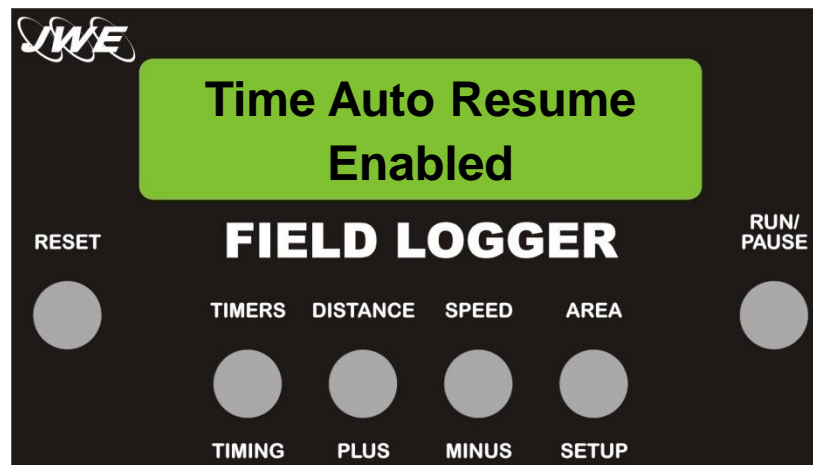 JWE
Time Auto Resume
Enabled
RESET
FIELD LOGGER
RUN/
PAUSE
TIMERS DISTANCE SPEED AREA
TIMING PLUS MINUS SETUP